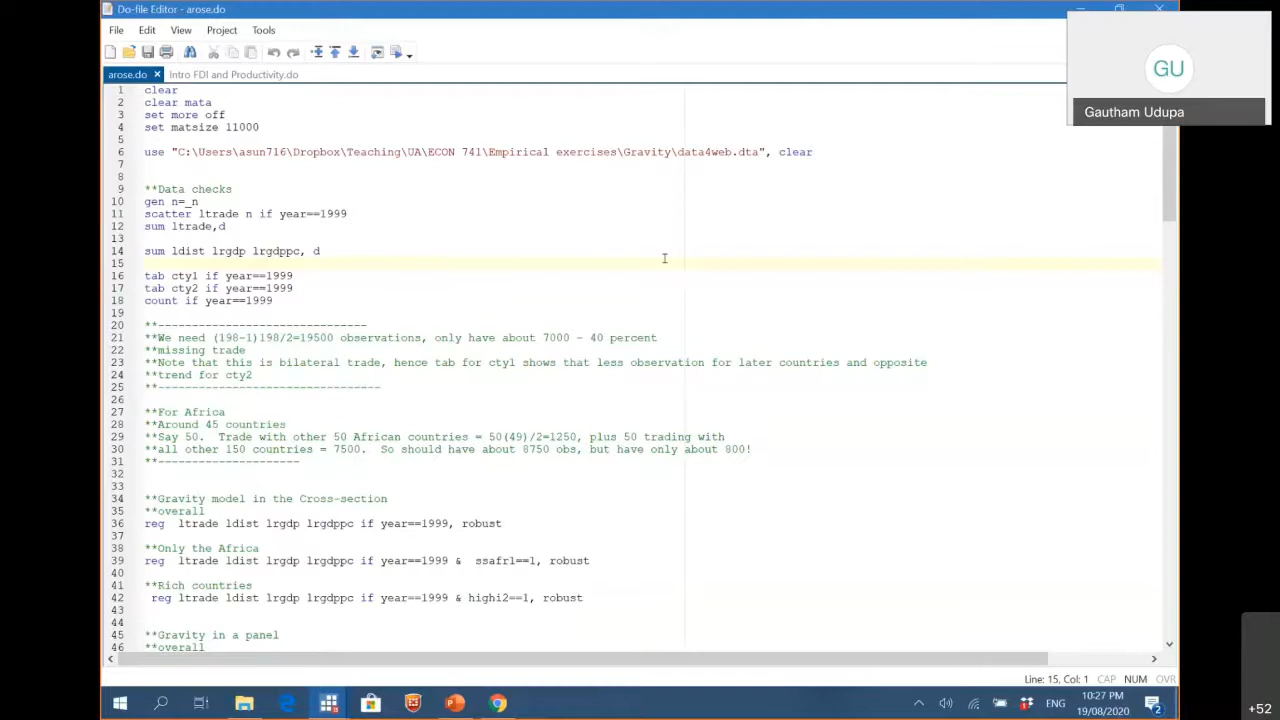 Do-file Editor - arose.do
File Edit View Project Tools
arose.do Intro FDI and Productivity.do
1 clear
2 clear mata
3 set more off
4 set matsize 11000
5
6 use "C:\Users\asun716\Dropbox\Teaching\UA\ECON 741\Empirical exercises\Gravity\data4web.dta", clear
7
8
9 **Data checks
10 gen n=_n
11 scatter ltrade n if year==1999
12 sum ltrade,d
13
14 sum ldist lrgdp lrgdppc, d
15
16 tab cty1 if year==1999
17 tab cty2 if year==1999
18 count if year==1999
19
20 **-------------------------------
21 **We need (198-1)198/2=19500 observations, only have about 7000 - 40 percent
22 **missing trade
23 **Note that this is bilateral trade, hence tab for cty1 shows that less observation for later countries and opposite
24 **trend for cty2
25 **---------------------------------
26
27 **For Africa
28 **Around 45 countries
29 **Say 50.  Trade with other 50 African countries = 50(49)/2=1250, plus 50 trading with
30 **all other 150 countries = 7500.  So should have about 8750 obs, but have only about 800!
31 **---------------------
32
33
34 **Gravity model in the Cross-section
35 **overall
36 reg  ltrade ldist lrgdp lrgdppc if year==1999, robust
37
38 **Only the Africa
39 reg  ltrade ldist lrgdp lrgdppc if year==1999 &  ssafr1==1, robust
40
41 **Rich countries
42  reg ltrade ldist lrgdp lrgdppc if year==1999 & highi2==1, robust
43
44
45 **Gravity in a panel
46 **overall
Line: 15, Col: 1 CAP NUM OVR
ENG
10:27 PM
19/08/2020
2
GU
Gautham Udupa
+52